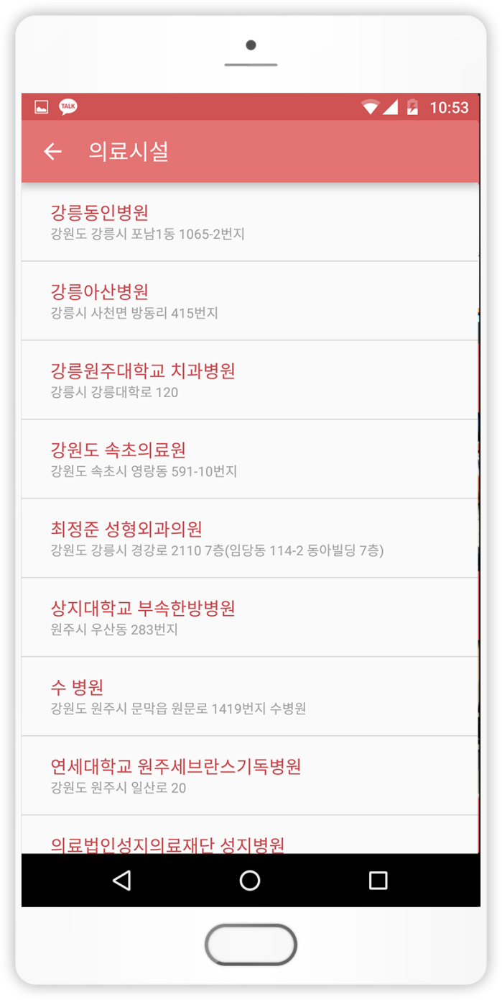 TALK
10:53
의료시설
강릉동인병원
강원도 강릉시 포남1동 1065-2번지
강릉아산병원
강릉시 사천면 방동리 415번지
강릉원주대학교 치과병원
강릉시 강릉대학로 120
강원도 속초의료원
강원도 속초시 영랑동 591-10번지
최정준 성형외과의원
강원도 강릉시 경강로 2110 7층(임당동 114-2 동아빌딩 7층)
상지대학교 부속한방병원
원주시 우산동 283번지
수 병원
강원도 원주시 문막읍 원문로 1419번지 수병원
연세대학교 원주세브란스기독병원
강원도 원주시 일산로 20
의료법인성지의료재단 성지병원